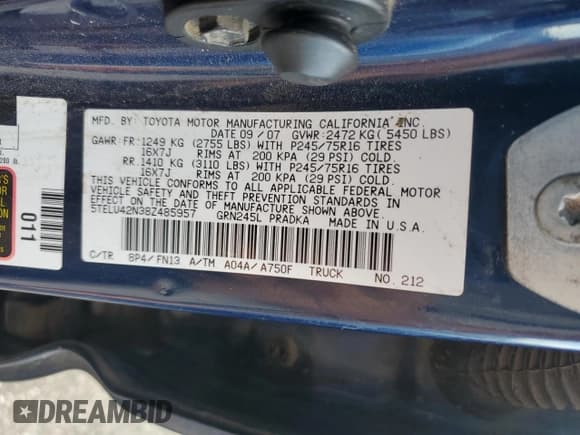 MFD. BY: TOYOTA MOTOR MANUFACTURING CALIFORNIA, INC.
DATE 09/07 GVWR:2472 KG ( 5450 LBS)
GAWR: FR: 1249 KG (2755 LBS) WITH P245/75R16 TIRES
16X7J RIMS AT 200 KPA (29 PSI) COLD.
RR: 1410 KG (3110 LBS) WITH P245/75R16 TIRES
16X7J RIMS AT 200 KPA (29 PSI) COLD.
THIS VEHICLE CONFORMS TO ALL APPLICABLE FEDERAL MOTOR
VEHICLE SAFETY AND THEFT PREVENTION STANDARDS IN
EFFECT ON THE DATE OF MANUFACTURE SHOWN ABOVE.
5TELU42N38Z485957 GRN245L PRADKA MADE IN U.S.A.
C/TR 8P4/FN13 A/TM A04A/A750F TRUCK NO. 212
011
DREAMBID